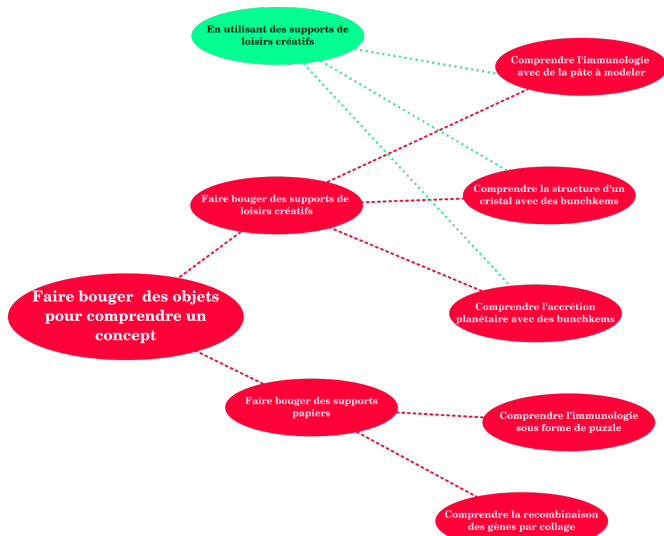 En utilisant des supports de
loisirs créatifs
Comprendre l'immunologie
avec de la pâte à modeler
Faire bouger des supports de
loisirs créatifs
Comprendre la structure d'un
cristal avec des bunchkems
Faire bouger  des objets
pour comprendre un
concept
Comprendre l'accrétion
planétaire avec des bunchkems
Faire bouger des supports
papiers
Comprendre l'immunologie
sous forme de puzzle
Comprendre la recombinaison
des gènes par collage